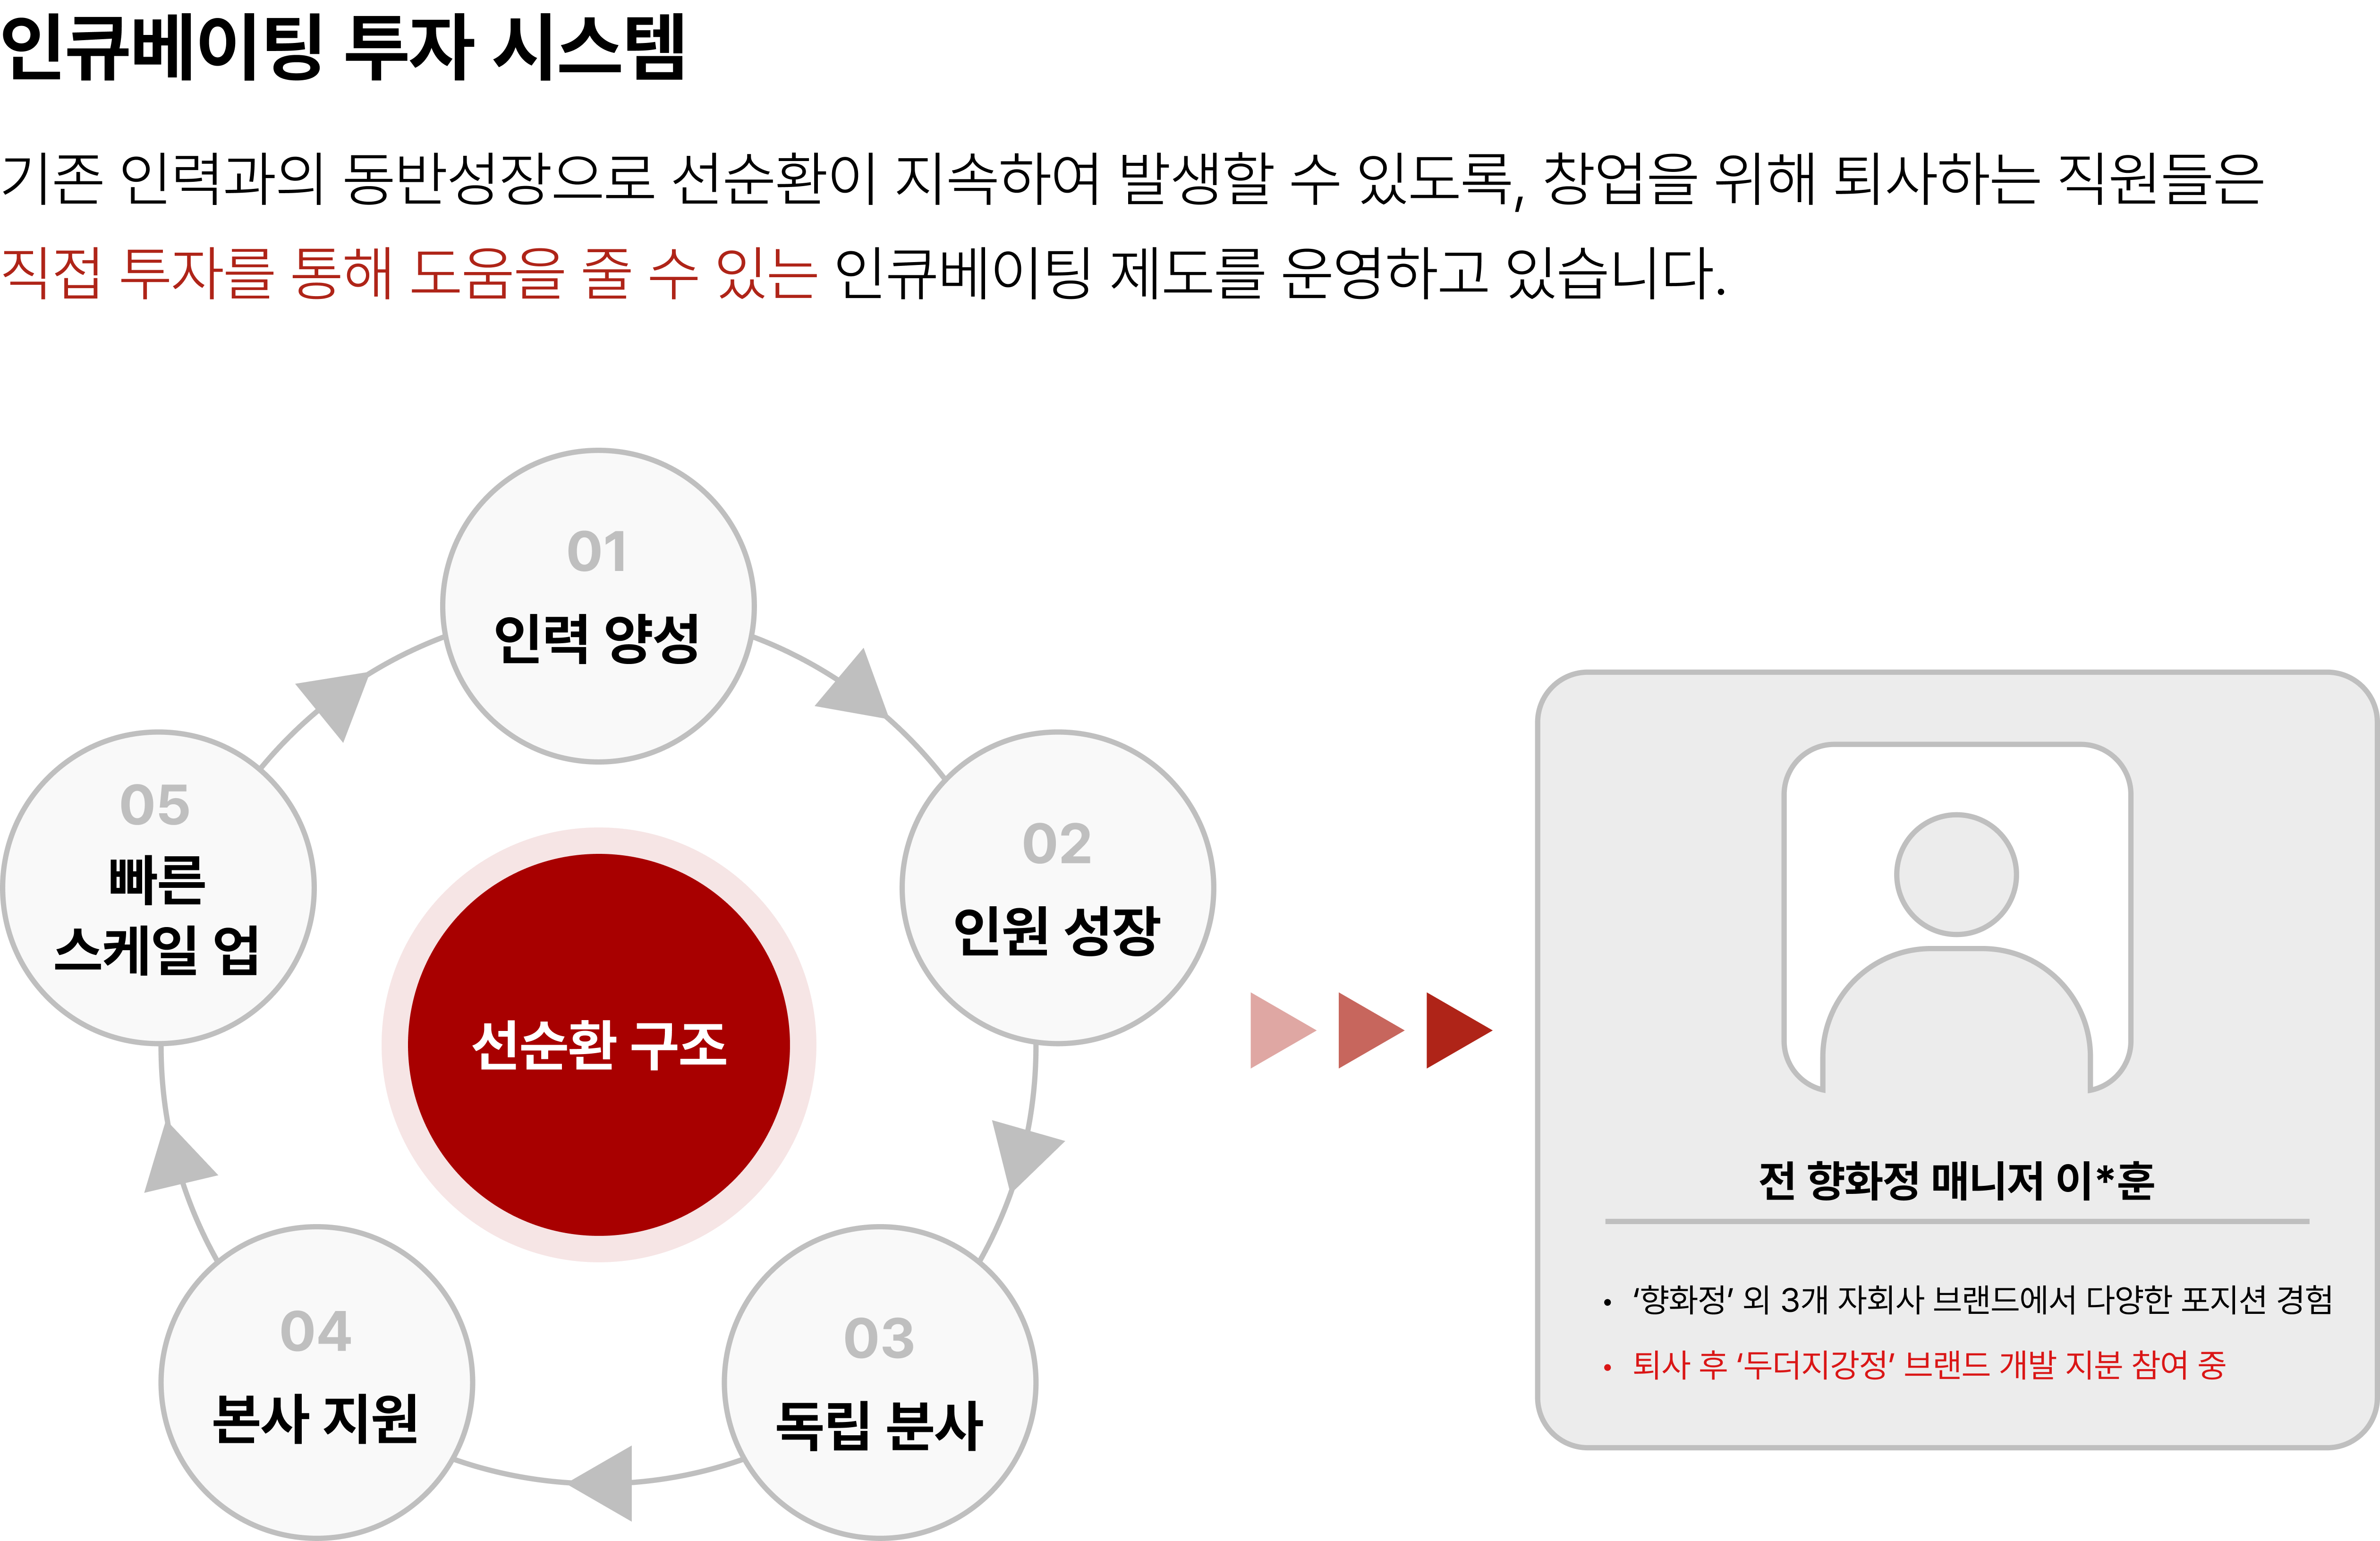 인큐베이팅 투자 시스템
기존 인력과의 동반성장으로 선순환이 지속하여 발생할 수 있도록, 창업을 위해 퇴사하는 직원들은
직접 투자를 통해 도움을 줄 수 있는 인큐베이팅 제도를 운영하고 있습니다.
01
인력 양성
02
인원 성장
03
독립 분사
04
본사 지원
05
빠른
스케일 업
선순환 구조
전 향화정 매니저 이*훈
• ‘향화정’ 외 3개 자회사 브랜드에서 다양한 포지션 경험
• 퇴사 후 ‘두더지강정’ 브랜드 개발 지분 참여 중